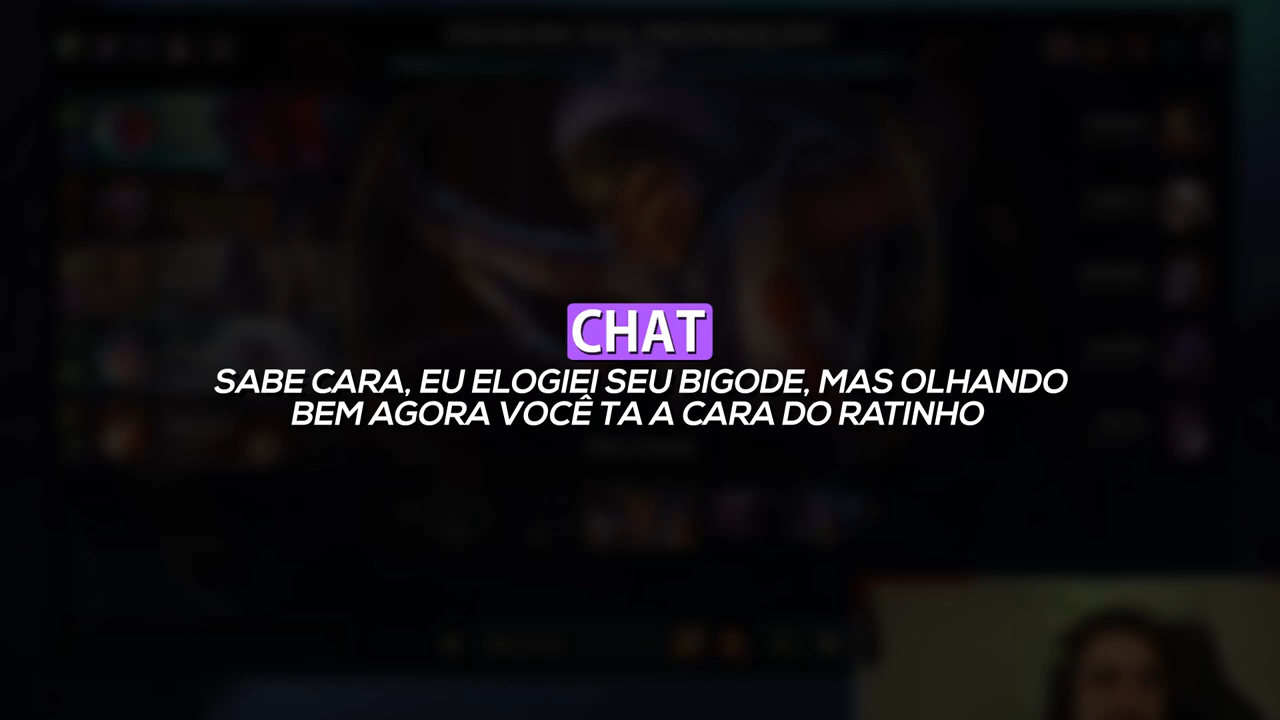 CHAT
SABE CARA, EU ELOGIEI SEU BIGODE, MAS OLHANDO
BEM AGORA VOCÊ TA A CARA DO RATINHO